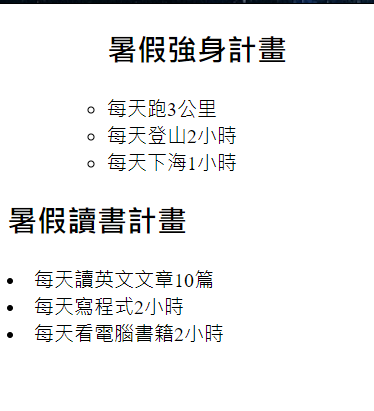 暑假強身計畫
每天跑3公里
每天登山2小時
每天下海1小時
暑假讀書計畫
每天讀英文文章10篇
每天寫程式2小時
每天看電腦書籍2小時